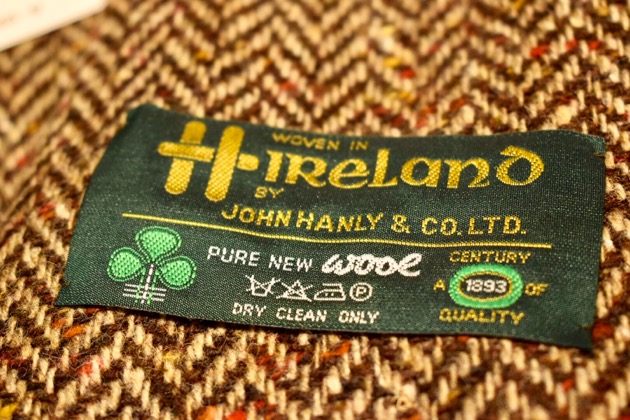 WOVEN IN
H IRELAND
BY
JOHN HANLY & CO. LTD.
PURE NEW wool
CENTURY
A 1893 OF
QUALITY
P
DRY CLEAN ONLY